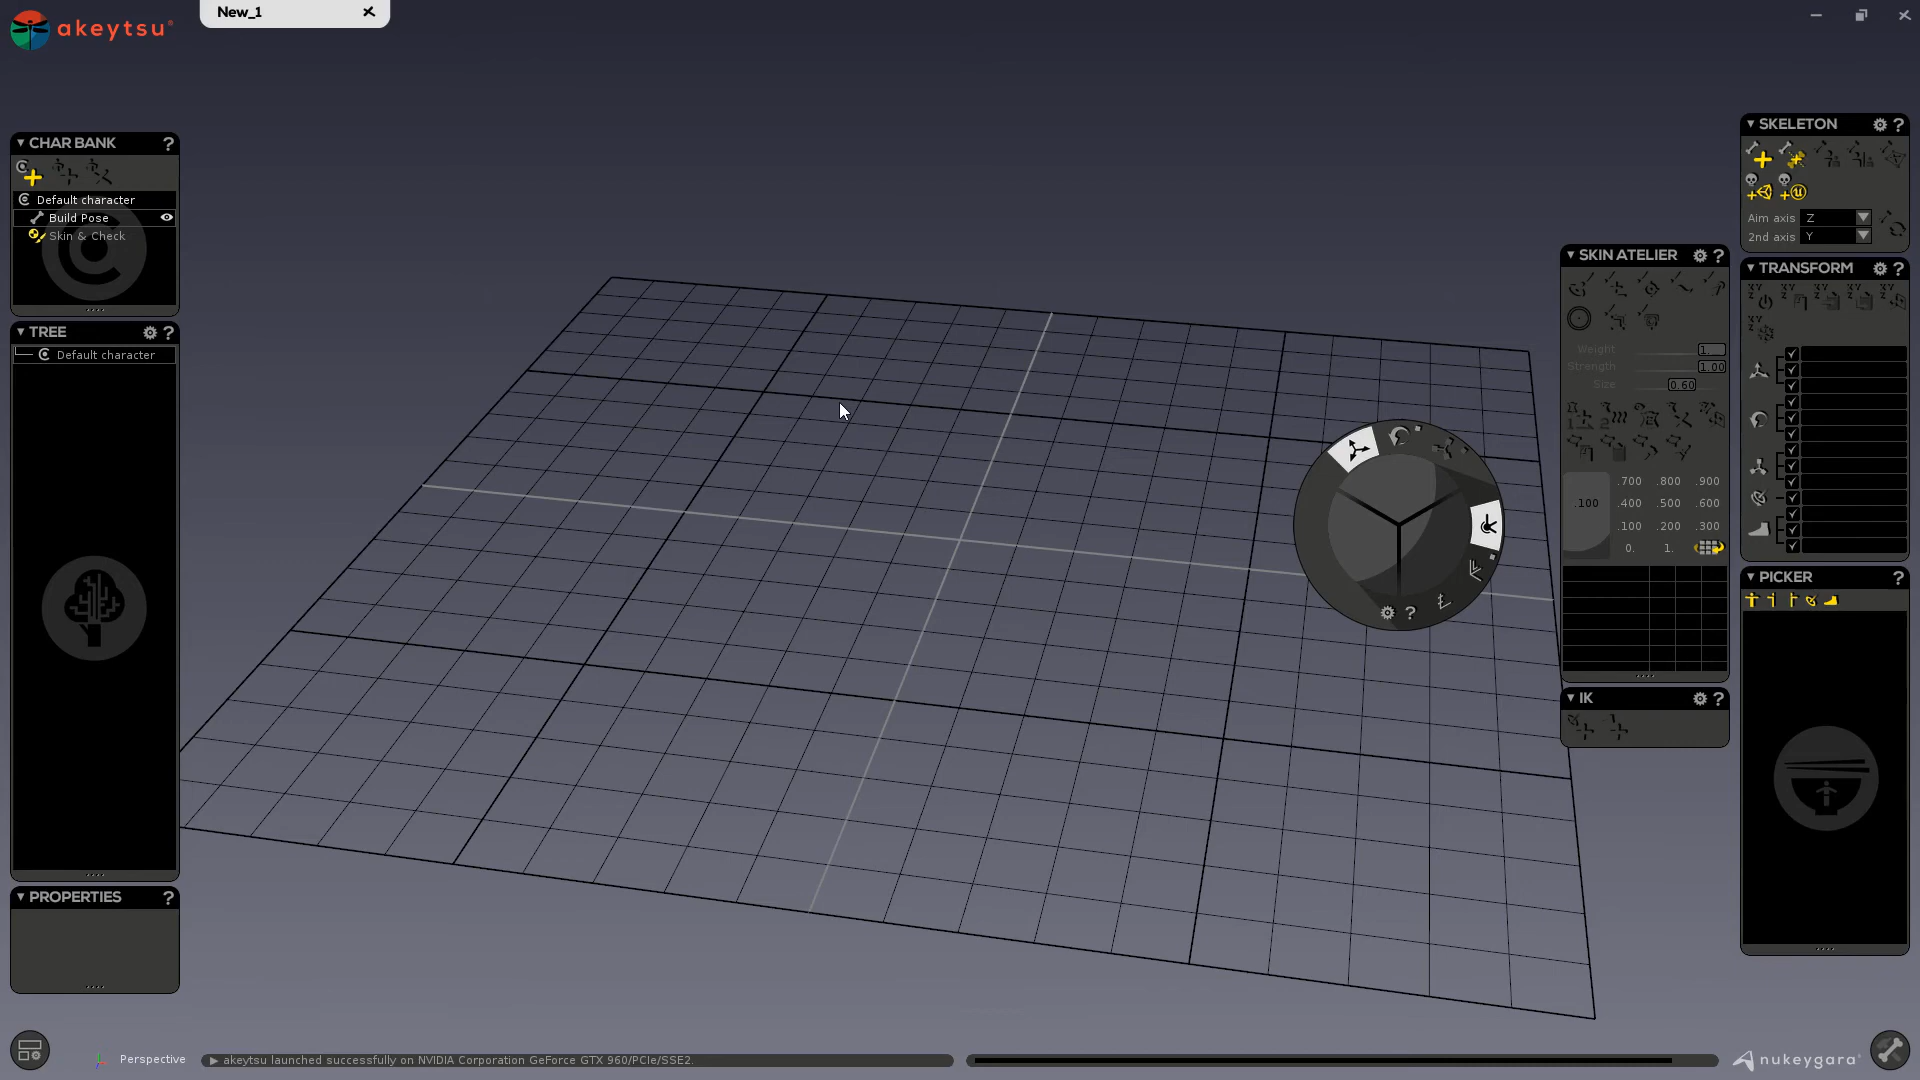 akeytsu
New_1
CHAR BANK
Default character
Build Pose
Skin & Check
TREE
Default character
PROPERTIES
SKELETON
Aim axis Z
2nd axis Y
SKIN ATELIER
Weight 1.
Strength 1.00
Size 0.60
.100
.700 .800 .900
.400 .500 .600
.100 .200 .300
0. 1.
IK
TRANSFORM
PICKER
Perspective
akeytsu launched successfully on NVIDIA Corporation GeForce GTX 960/PCIe/SSE2.
nukeygara